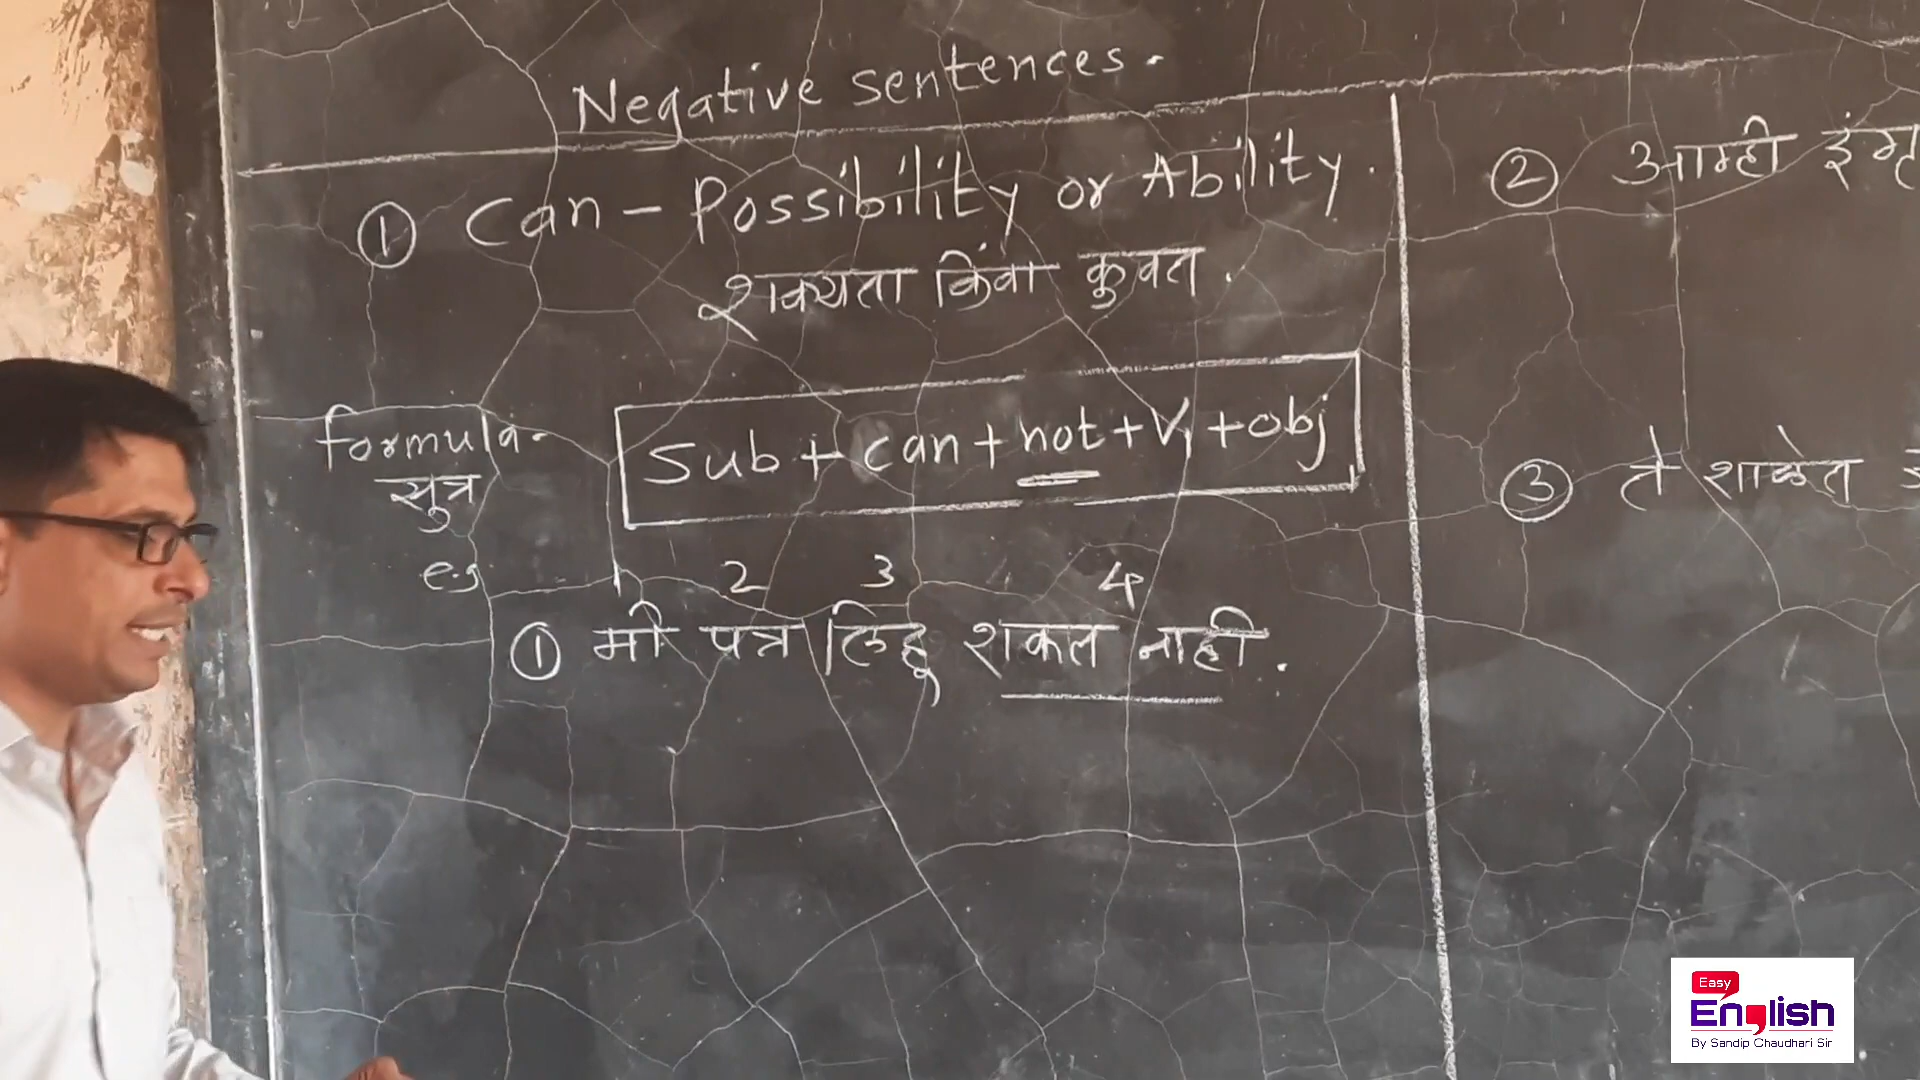 Negative sentences.
① Can - Possibility or Ability.
शक्यता किंवा कुवत.
formula-
सुत्र
Sub + can + not + V₁ + obj
e.g
1 2 3 4
① मी पत्र लिहू शकत नाही.
② आम्ही
③ ते शाळेत
Easy
English
By Sandip Chaudhari Sir